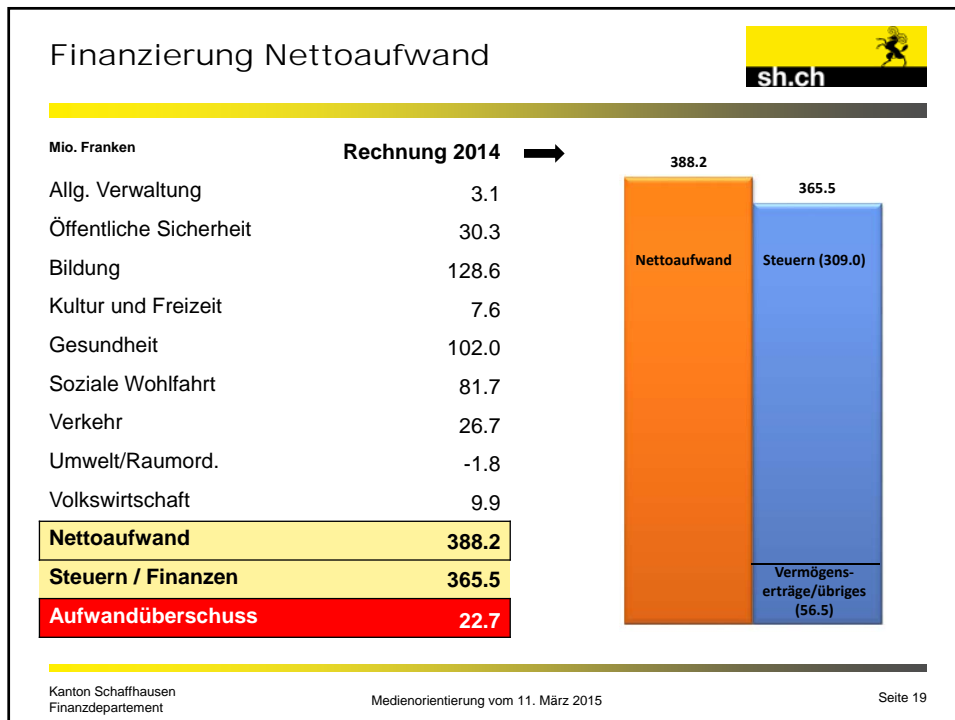 Finanzierung Nettoaufwand
sh.ch
Mio. Franken Rechnung 2014
Allg. Verwaltung 3.1
Öffentliche Sicherheit 30.3
Bildung 128.6
Kultur und Freizeit 7.6
Gesundheit 102.0
Soziale Wohlfahrt 81.7
Verkehr 26.7
Umwelt/Raumord. -1.8
Volkswirtschaft 9.9
Nettoaufwand 388.2
Steuern / Finanzen 365.5
Aufwandüberschuss 22.7
388.2
365.5
Nettoaufwand Steuern (309.0)
Vermögens-
erträge/übriges
(56.5)
Kanton Schaffhausen
Finanzdepartement
Medienorientierung vom 11. März 2015
Seite 19